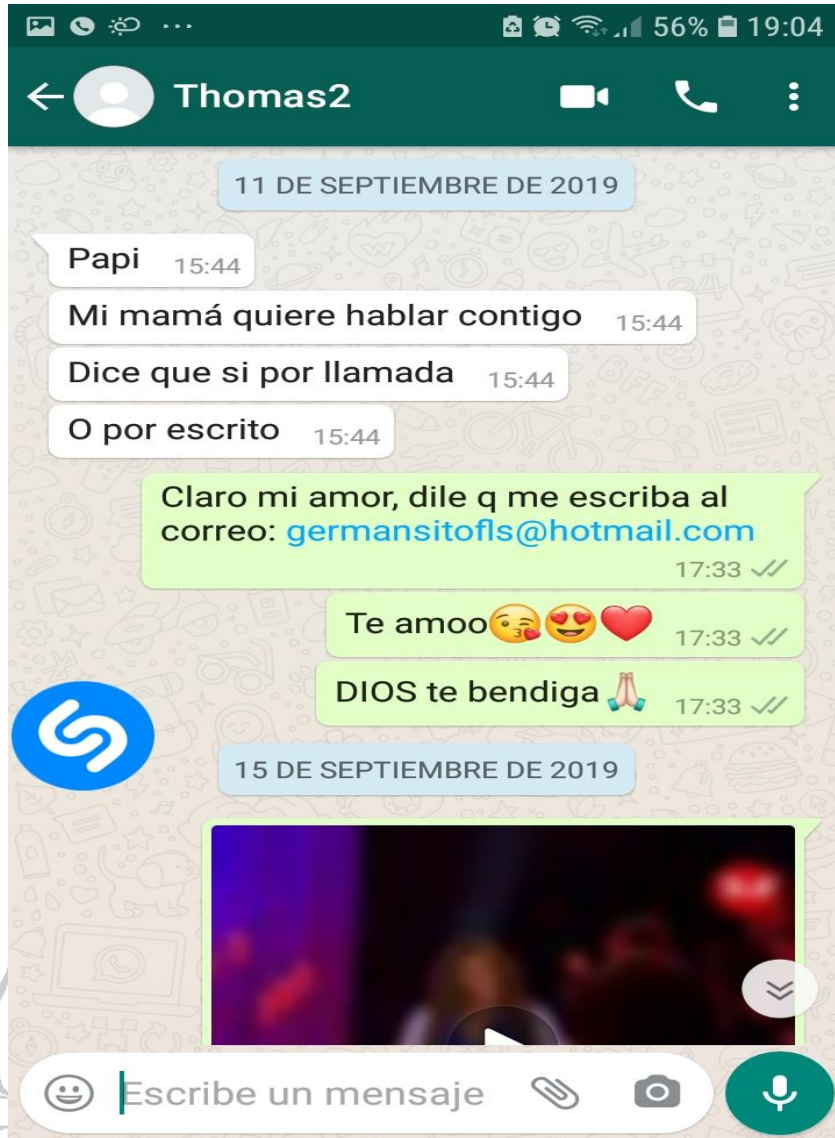 56% 19:04
Thomas2
11 DE SEPTIEMBRE DE 2019
Papi 15:44
Mi mamá quiere hablar contigo 15:44
Dice que si por llamada 15:44
O por escrito 15:44
Claro mi amor, dile q me escriba al
correo: germansitofls@hotmail.com
17:33
Te amoo😘😍❤️ 17:33
DIOS te bendiga🙏🏻 17:33
15 DE SEPTIEMBRE DE 2019
Escribe un mensaje